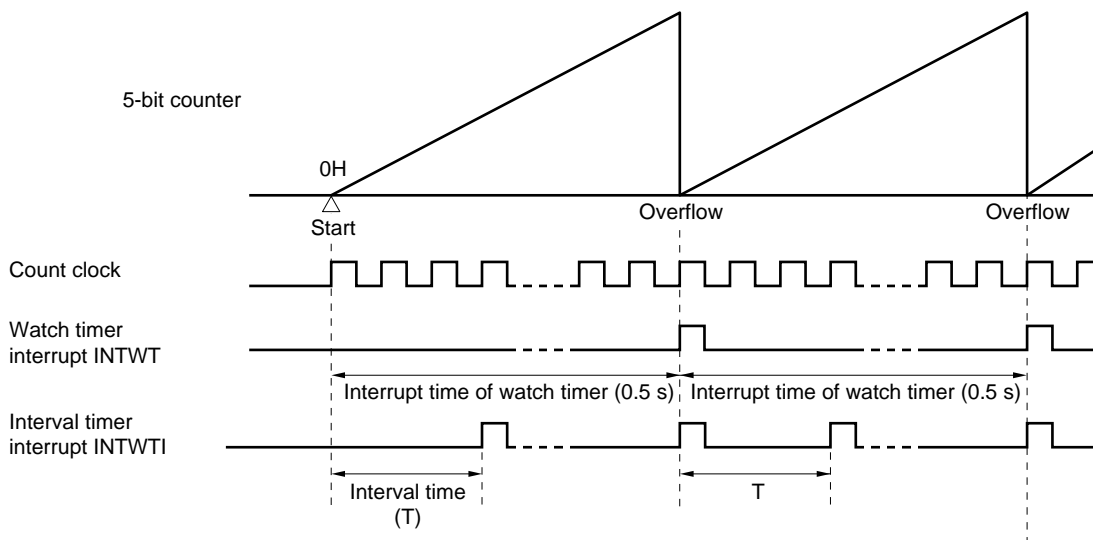 5-bit counter
0H
Start
Overflow
Overflow
Count clock
Watch timer
interrupt INTWT
Interrupt time of watch timer (0.5 s)
Interrupt time of watch timer (0.5 s)
Interval timer
interrupt INTWTI
Interval time
(T)
T